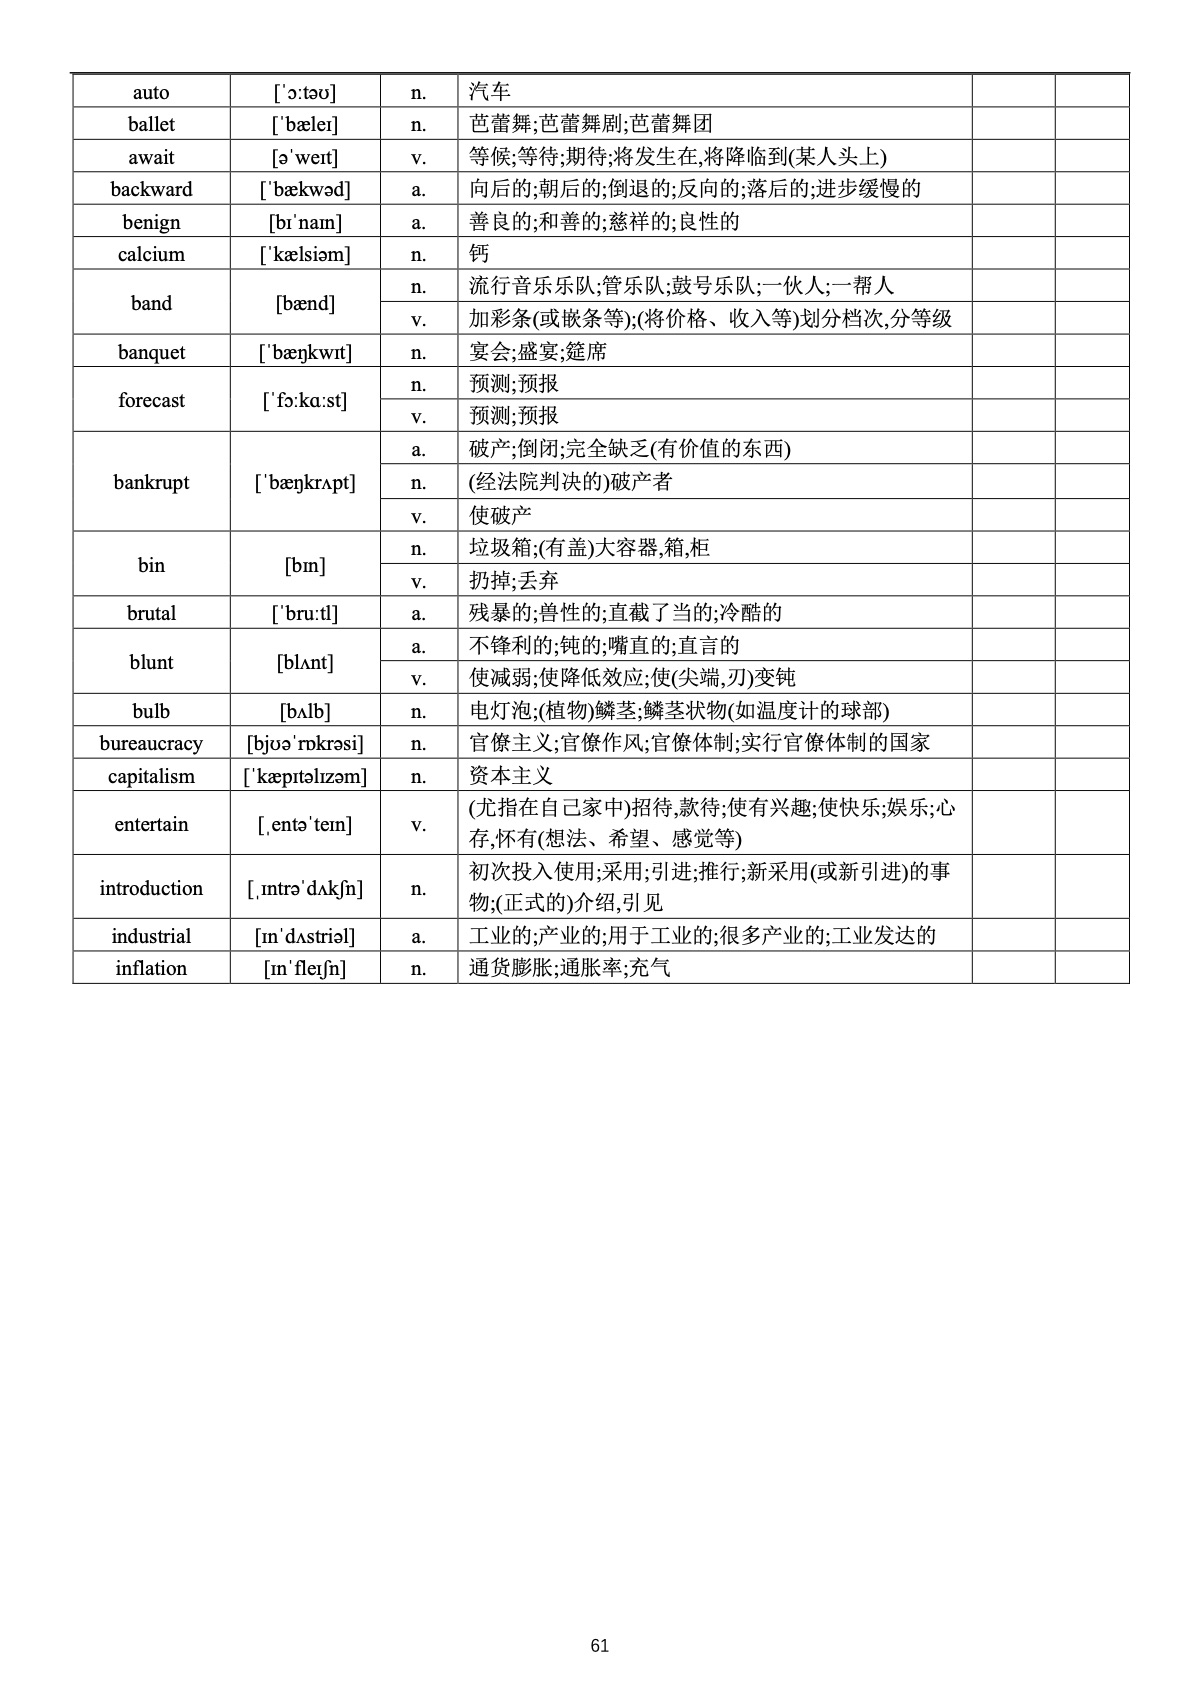 auto [ˈɔːtəʊ] n. 汽车
ballet [ˈbæleɪ] n. 芭蕾舞;芭蕾舞剧;芭蕾舞团
await [əˈweɪt] v. 等候;等待;期待;将发生在,将降临到(某人头上)
backward [ˈbækwəd] a. 向后的;朝后的;倒退的;反向的;落后的;进步缓慢的
benign [bɪˈnaɪn] a. 善良的;和善的;慈祥的;良性的
calcium [ˈkælsiəm] n. 钙
band [bænd] n. 流行音乐乐队;管乐队;鼓号乐队;一伙人;一帮人
v. 加彩条(或嵌条等);(将价格、收入等)划分档次,分等级
banquet [ˈbæŋkwɪt] n. 宴会;盛宴;筵席
forecast [ˈfɔːkɑːst] n. 预测;预报
v. 预测;预报
bankrupt [ˈbæŋkrʌpt] a. 破产;倒闭;完全缺乏(有价值的东西)
n. (经法院判决的)破产者
v. 使破产
bin [bɪn] n. 垃圾箱;(有盖)大容器,箱,柜
v. 扔掉;丢弃
brutal [ˈbruːtl] a. 残暴的;兽性的;直截了当的;冷酷的
blunt [blʌnt] a. 不锋利的;钝的;嘴直的;直言的
v. 使减弱;使降低效应;使(尖端,刃)变钝
bulb [bʌlb] n. 电灯泡;(植物)鳞茎;鳞茎状物(如温度计的球部)
bureaucracy [bjʊəˈrɒkrəsi] n. 官僚主义;官僚作风;官僚体制;实行官僚体制的国家
capitalism [ˈkæpɪtəlɪzəm] n. 资本主义
entertain [ˌentəˈteɪn] v. (尤指在自己家中)招待,款待;使有兴趣;使快乐;娱乐;心
存,怀有(想法、希望、感觉等)
introduction [ˌɪntrəˈdʌkʃn] n. 初次投入使用;采用;引进;推行;新采用(或新引进)的事
物;(正式的)介绍,引见
industrial [ɪnˈdʌstriəl] a. 工业的;产业的;用于工业的;很多产业的;工业发达的
inflation [ɪnˈfleɪʃn] n. 通货膨胀;通胀率;充气
61